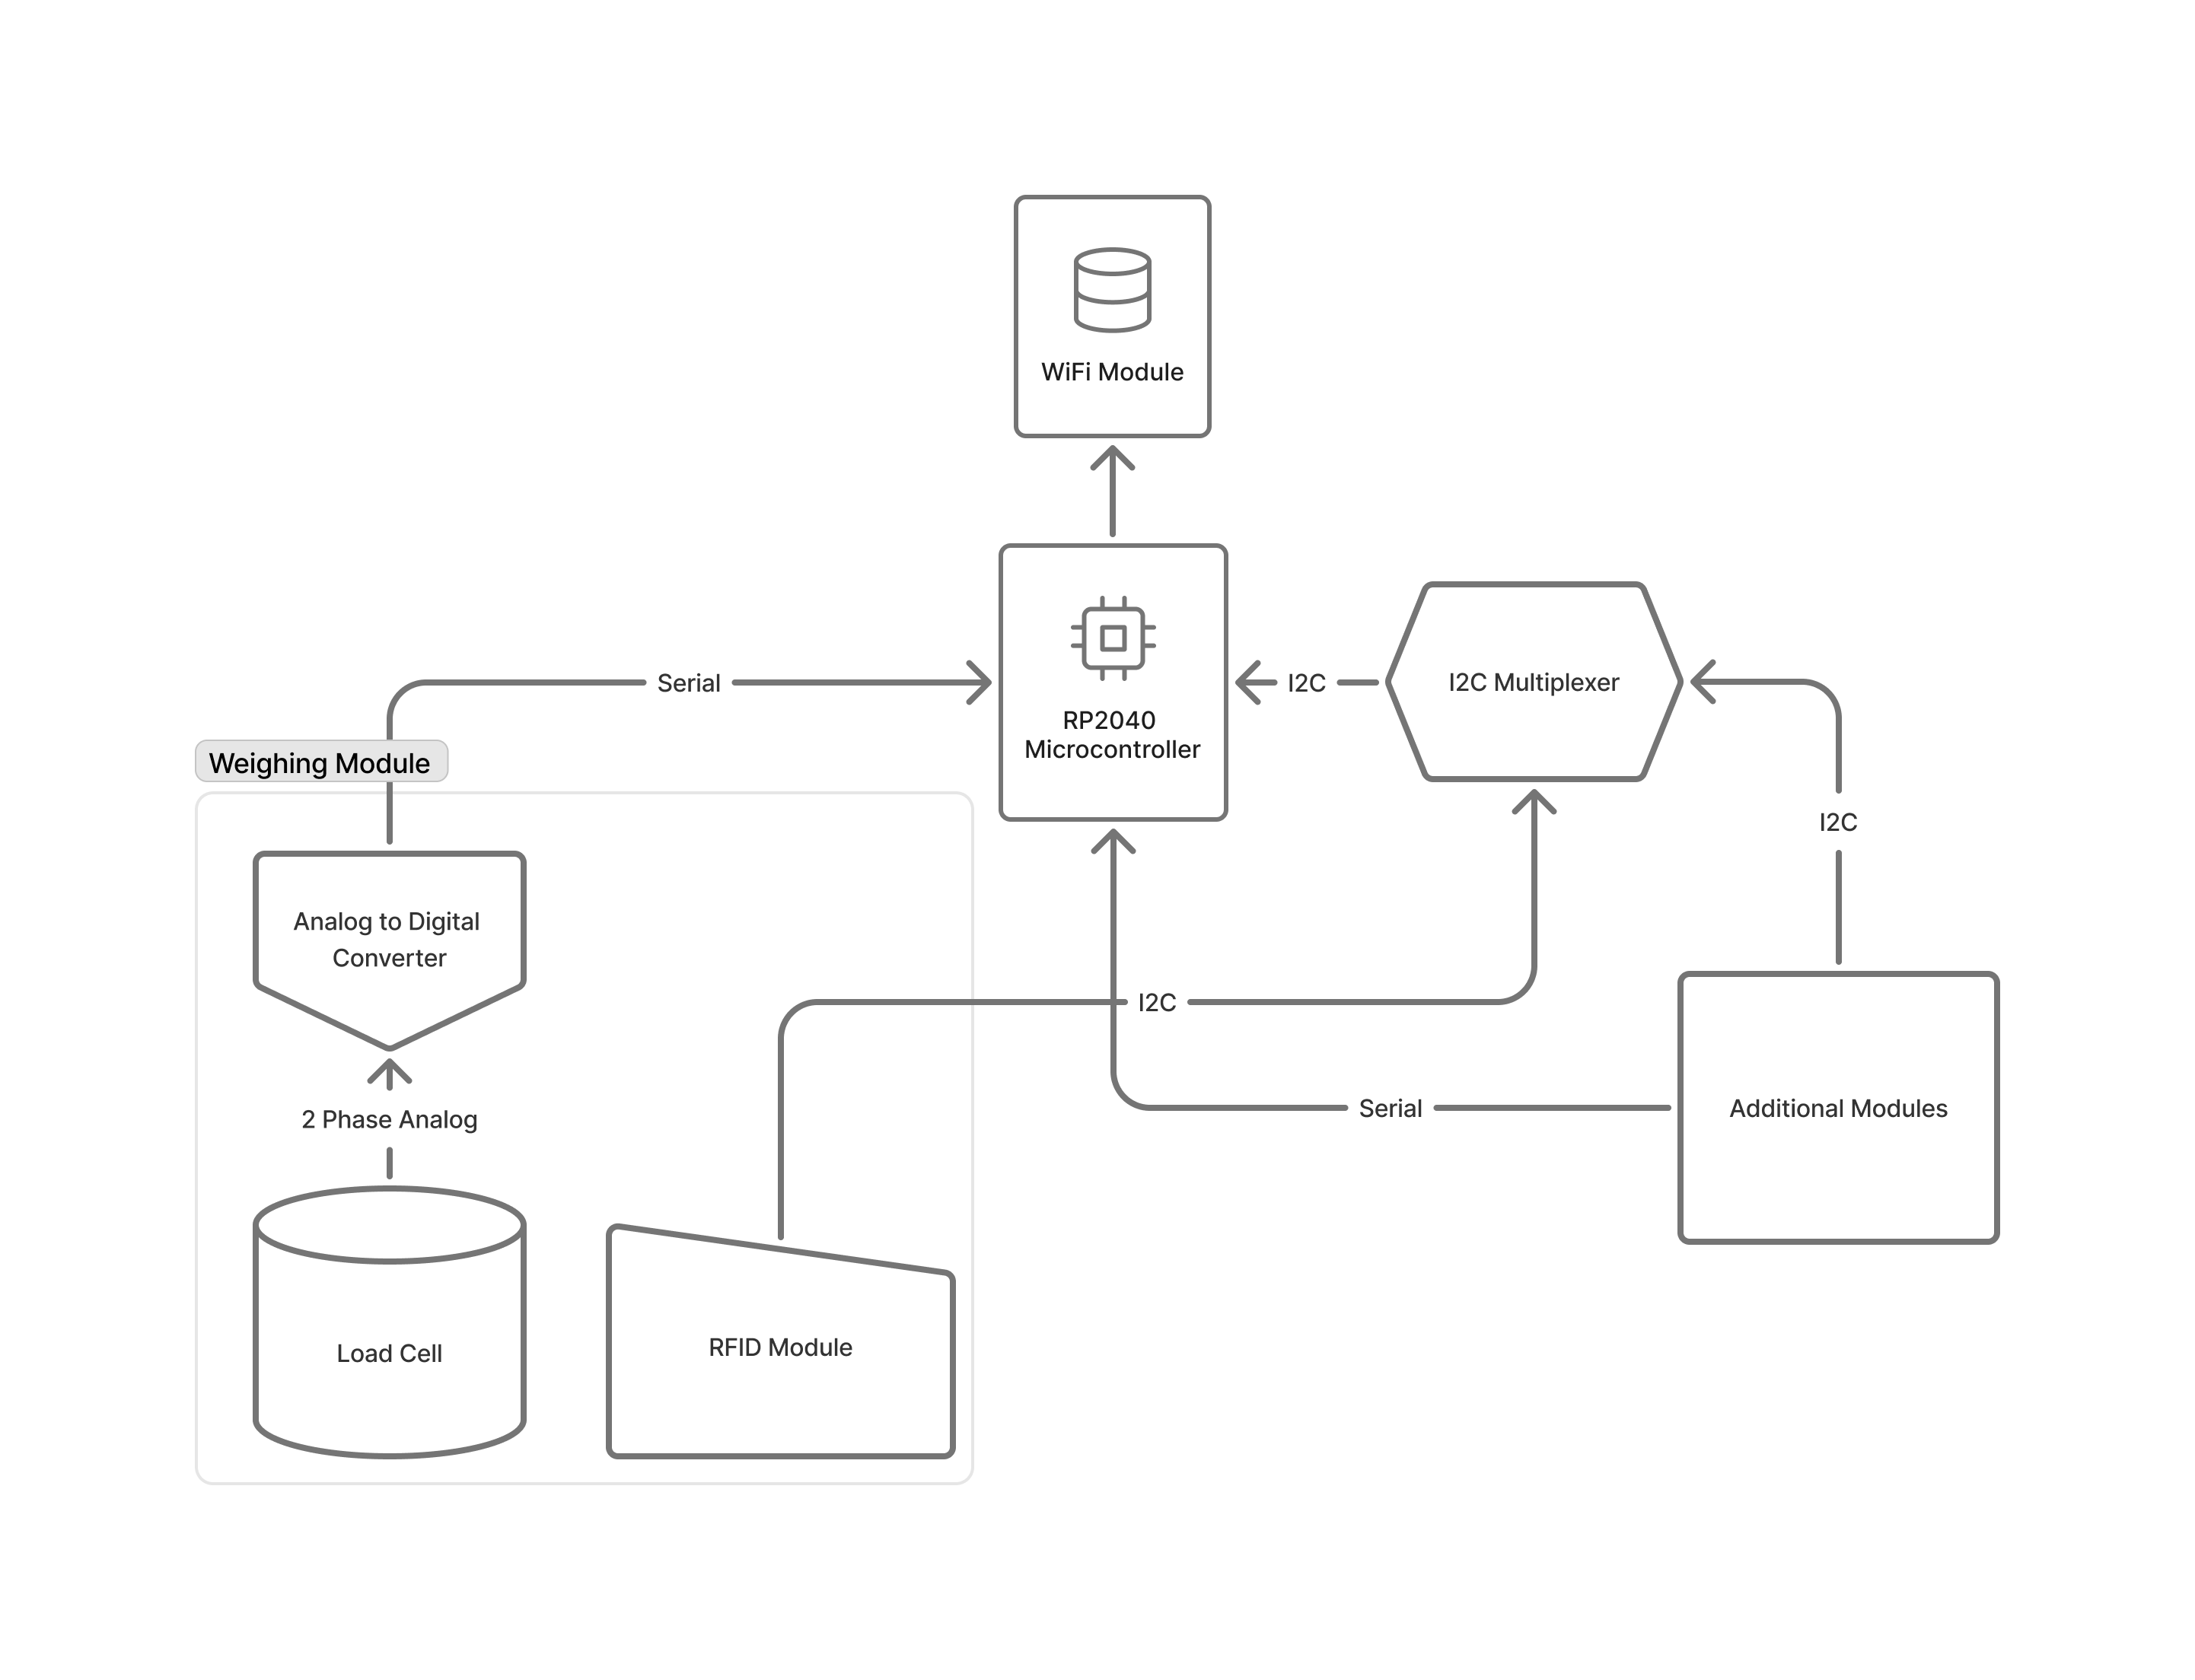 WiFi Module
RP2040
Microcontroller
Serial
I2C
I2C Multiplexer
Weighing Module
I2C
Analog to Digital
Converter
I2C
2 Phase Analog
Serial
Additional Modules
Load Cell
RFID Module